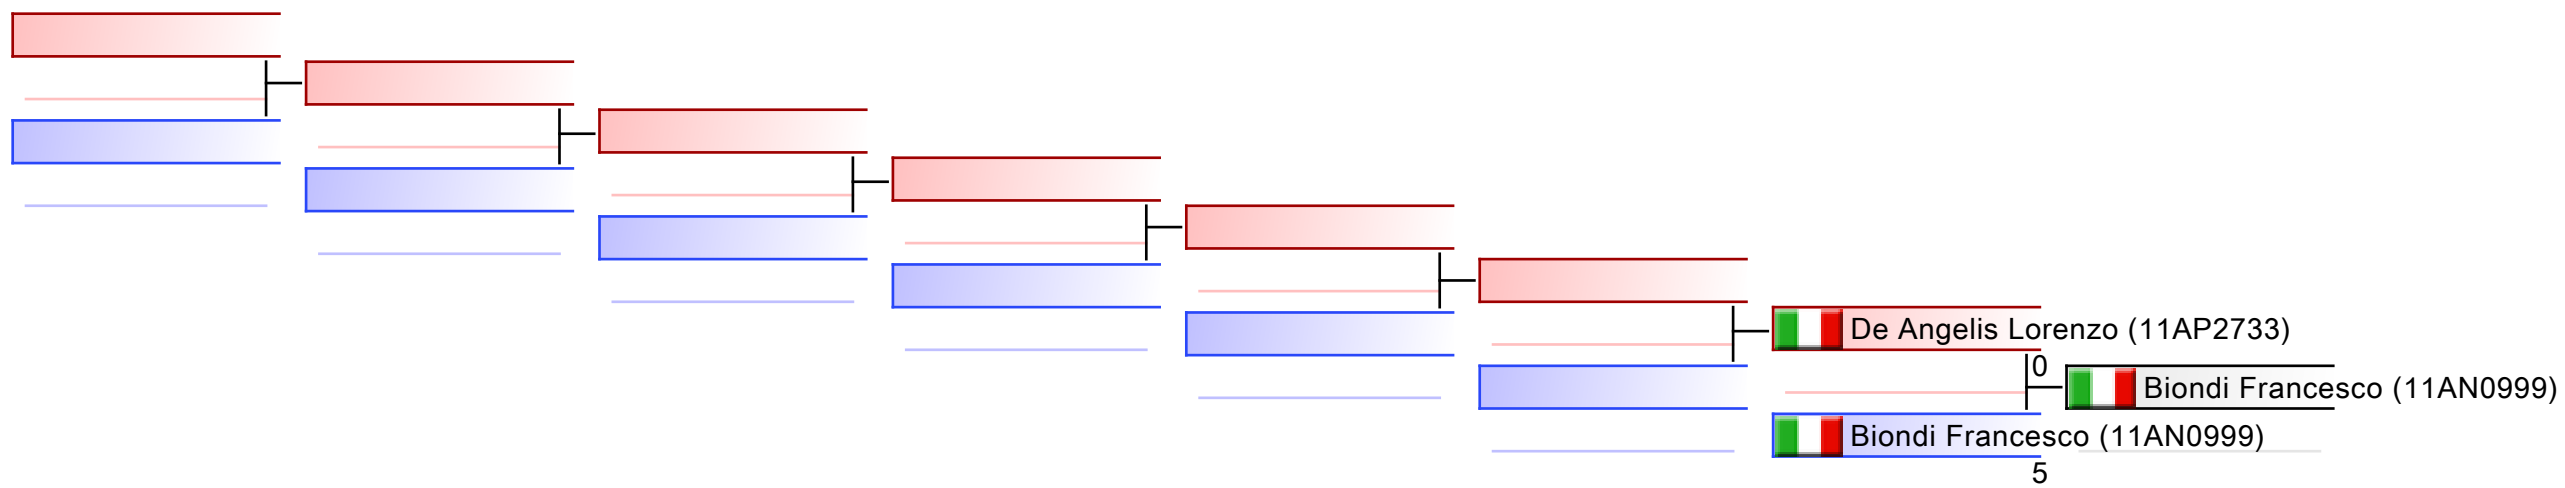 De Angelis Lorenzo (11AP2733)
0
Biondi Francesco (11AN0999)
Biondi Francesco (11AN0999)
5